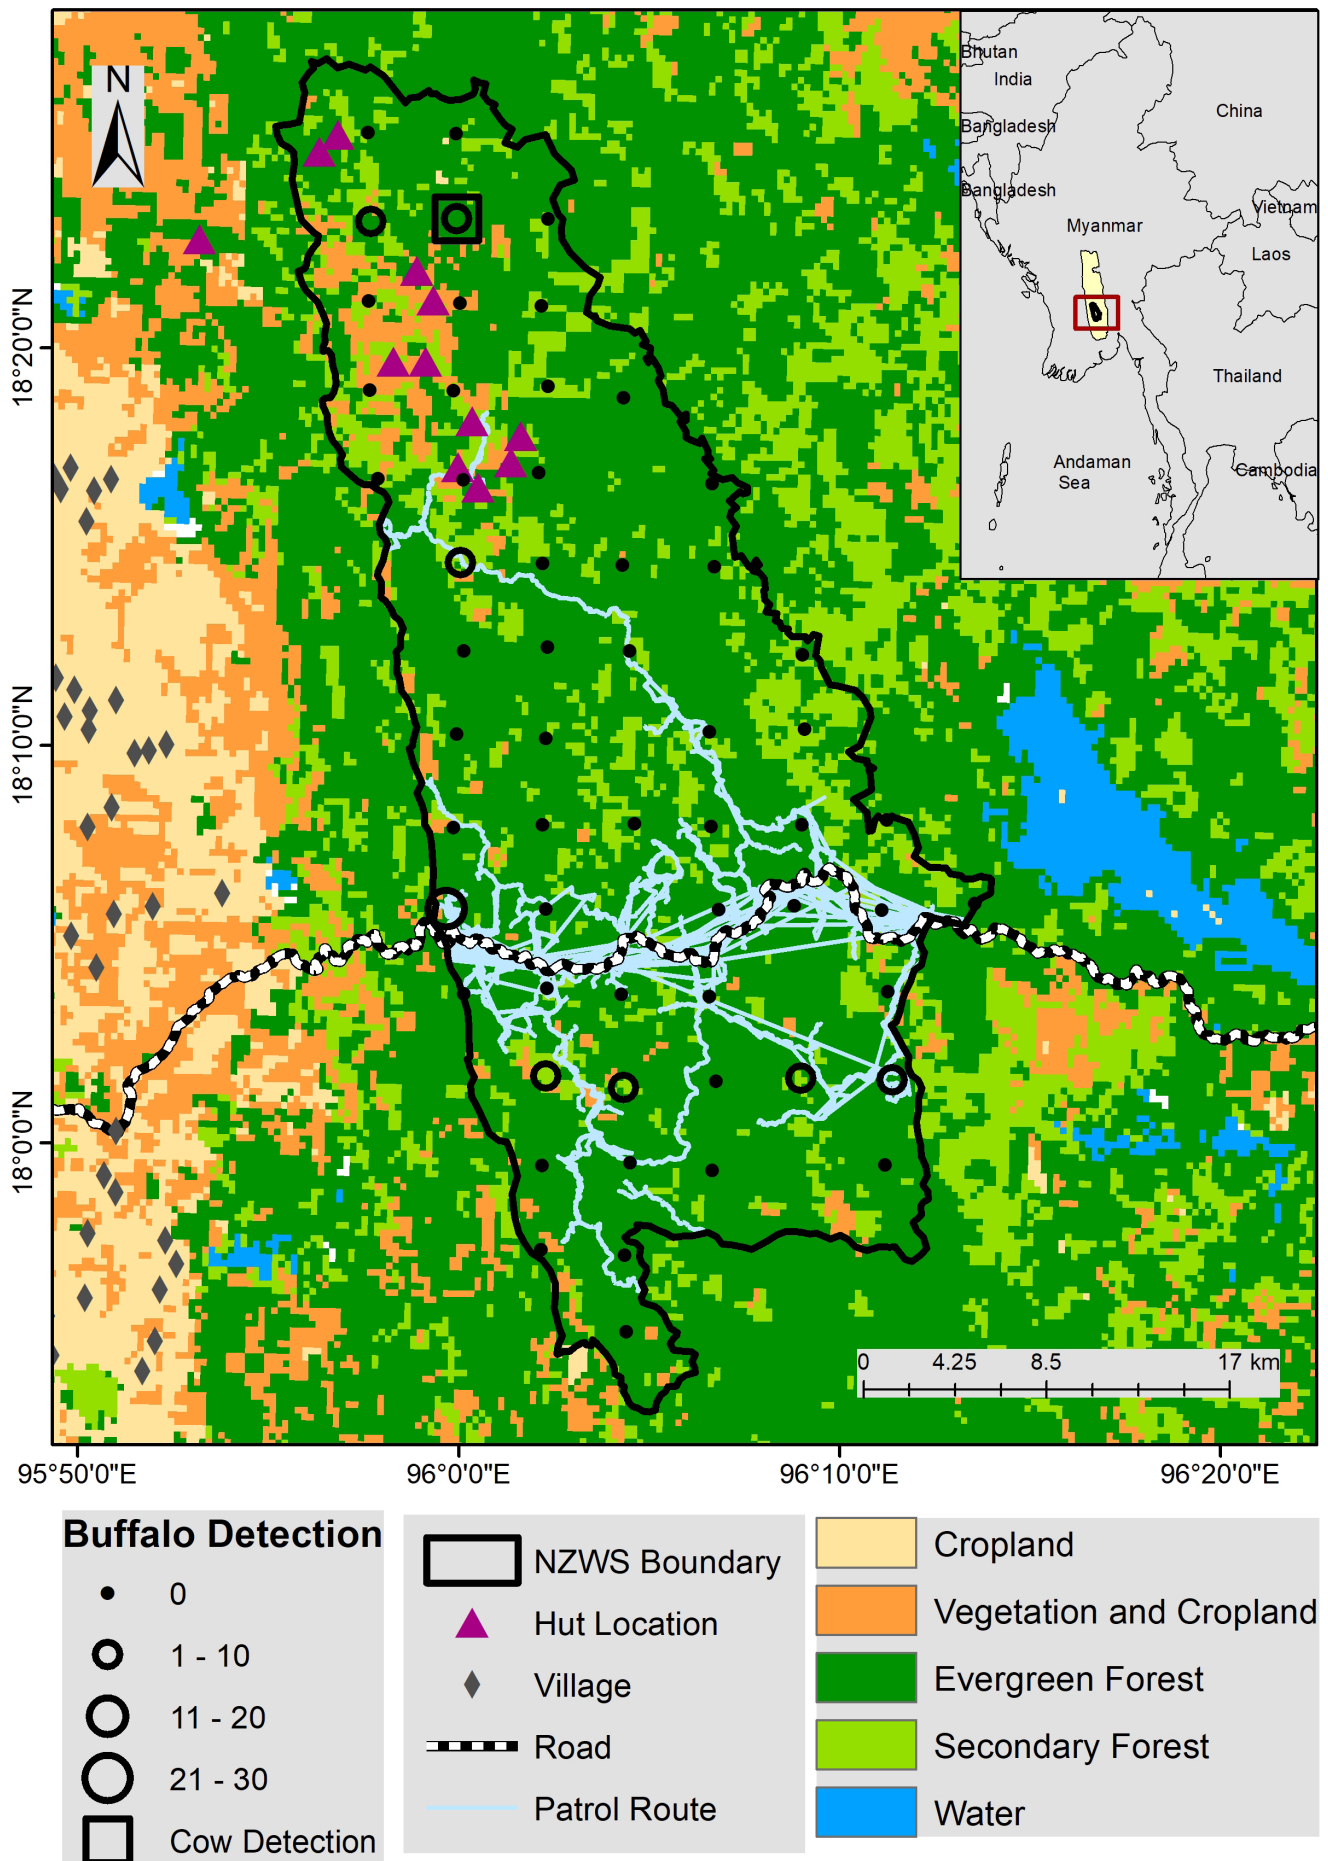 N
Bhutan
India
China
Bangladesh
Bangladesh
Vietnam
Myanmar
Laos
Thailand
Andaman
Sea
Cambodia
18°20'0"N
18°10'0"N
18°0'0"N
0 4.25 8.5 17 km
95°50'0"E 96°0'0"E 96°10'0"E 96°20'0"E
Buffalo Detection
0
1 - 10
11 - 20
21 - 30
Cow Detection
NZWS Boundary
Hut Location
Village
Road
Patrol Route
Cropland
Vegetation and Cropland
Evergreen Forest
Secondary Forest
Water